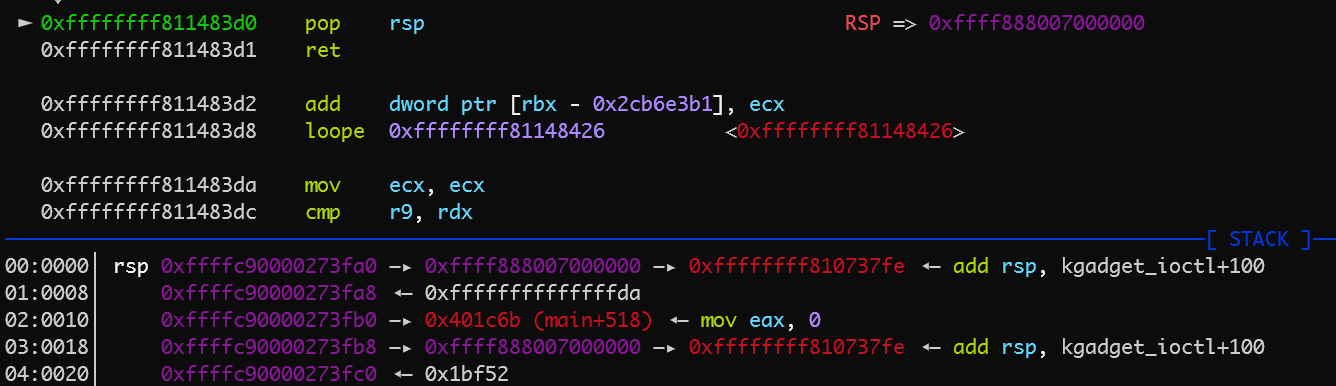 ► 0xffffffff811483d0 pop rsp RSP => 0xffff888007000000
0xffffffff811483d1 ret
0xffffffff811483d2 add dword ptr [rbx - 0x2cb6e3b1], ecx
0xffffffff811483d8 loope 0xffffffff81148426 <0xffffffff81148426>
0xffffffff811483da mov ecx, ecx
0xffffffff811483dc cmp r9, rdx
[ STACK ]
00:0000│ rsp 0xffffc90000273fa0 —▸ 0xffff888007000000 —▸ 0xffffffff810737fe ◂— add rsp, kgadget_ioctl+100
01:0008│ 0xffffc90000273fa8 ◂— 0xffffffffffffffda
02:0010│ 0xffffc90000273fb0 —▸ 0x401c6b (main+518) ◂— mov eax, 0
03:0018│ 0xffffc90000273fb8 —▸ 0xffff888007000000 —▸ 0xffffffff810737fe ◂— add rsp, kgadget_ioctl+100
04:0020│ 0xffffc90000273fc0 ◂— 0x1bf52